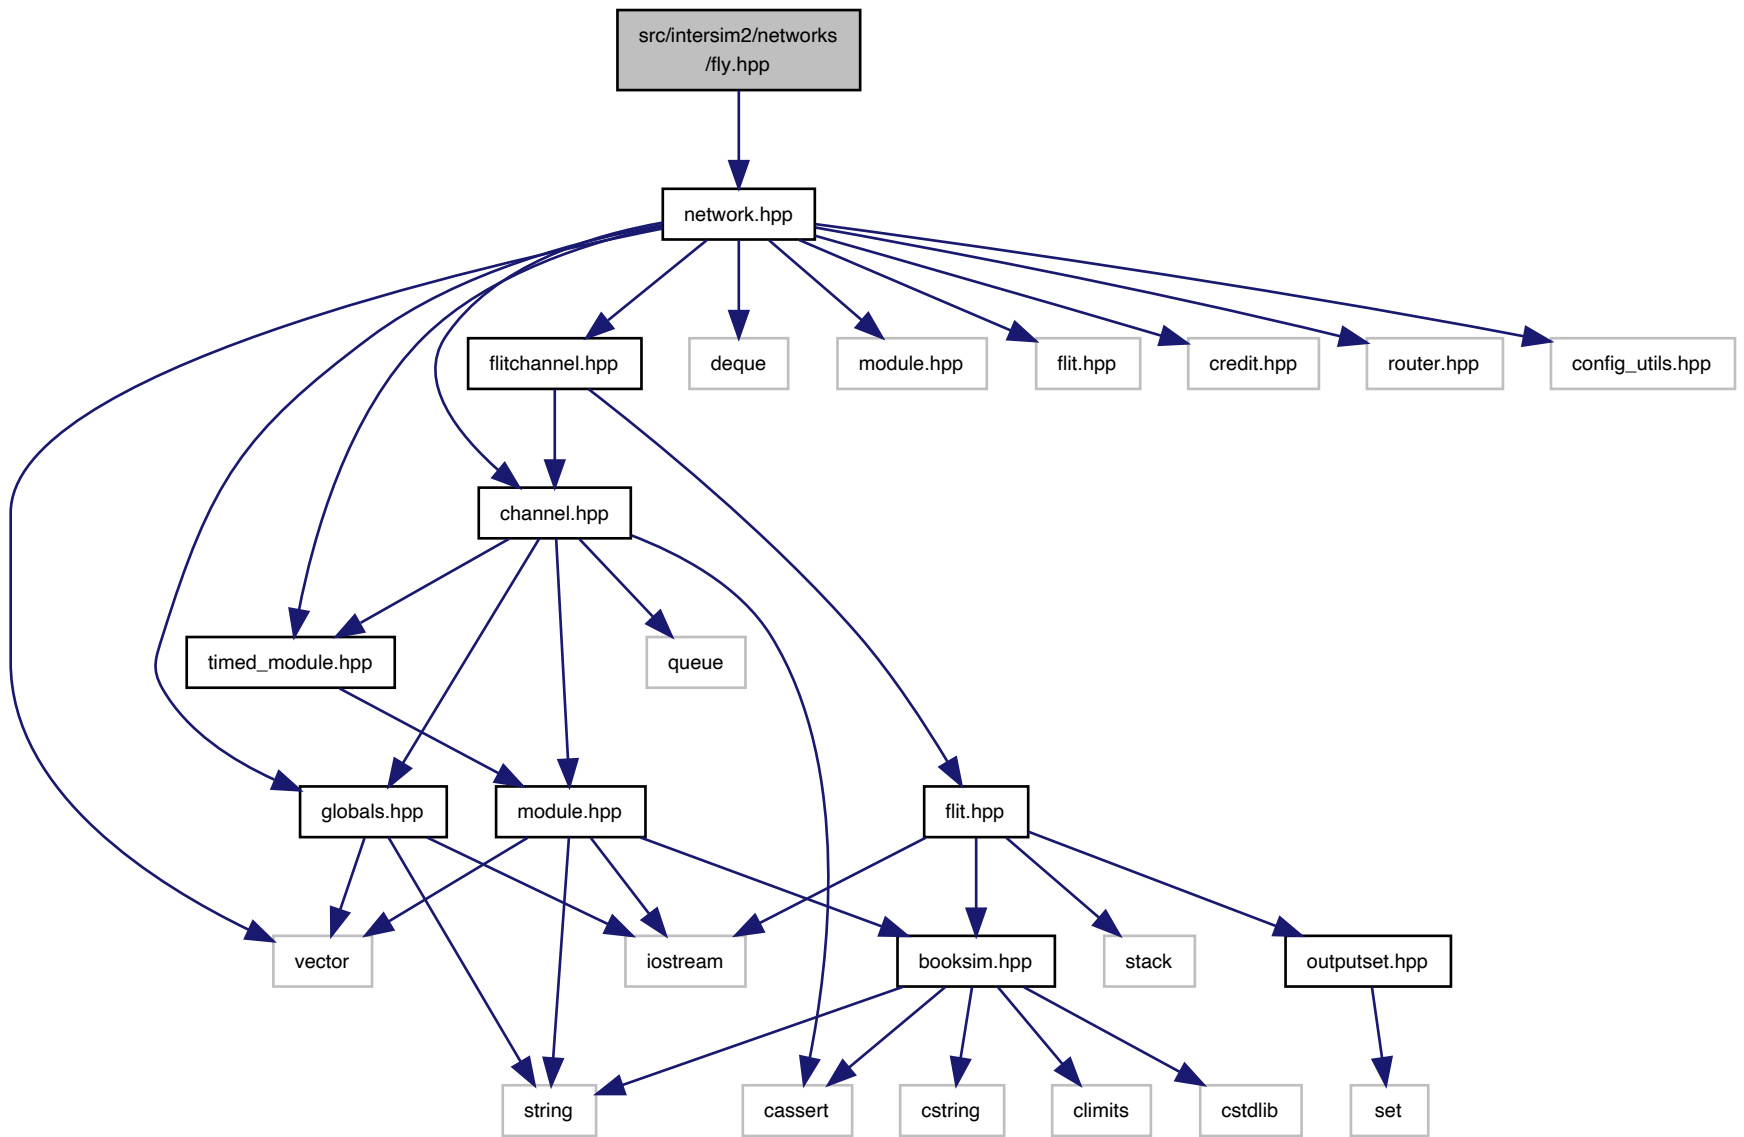 src/intersim2/networks
/fly.hpp
network.hpp
flitchannel.hpp
deque
module.hpp
flit.hpp
credit.hpp
router.hpp
config_utils.hpp
channel.hpp
timed_module.hpp
queue
globals.hpp
module.hpp
flit.hpp
vector
iostream
booksim.hpp
stack
outputset.hpp
string
cassert
cstring
climits
cstdlib
set